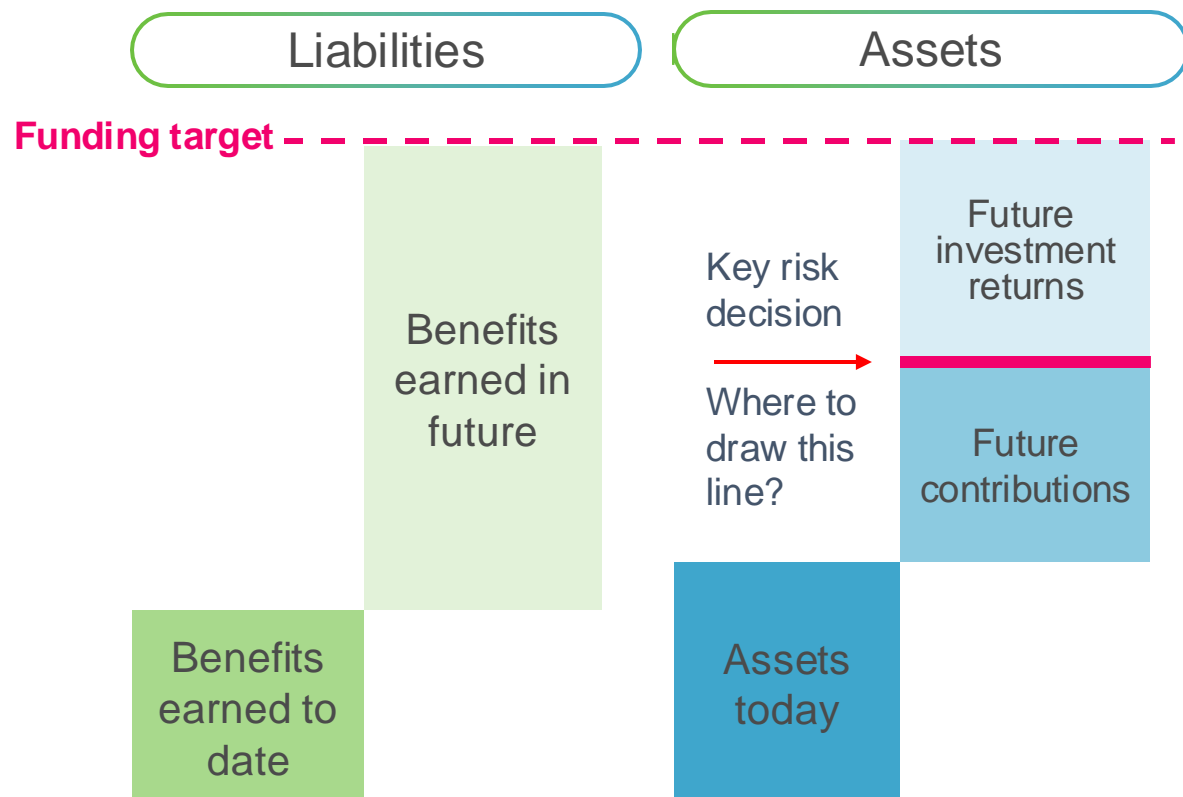 Liabilities
Assets
Funding target
Benefits
earned in
future
Key risk
decision
Where to
draw this
line?
Future
investment
returns
Future
contributions
Benefits
earned to
date
Assets
today